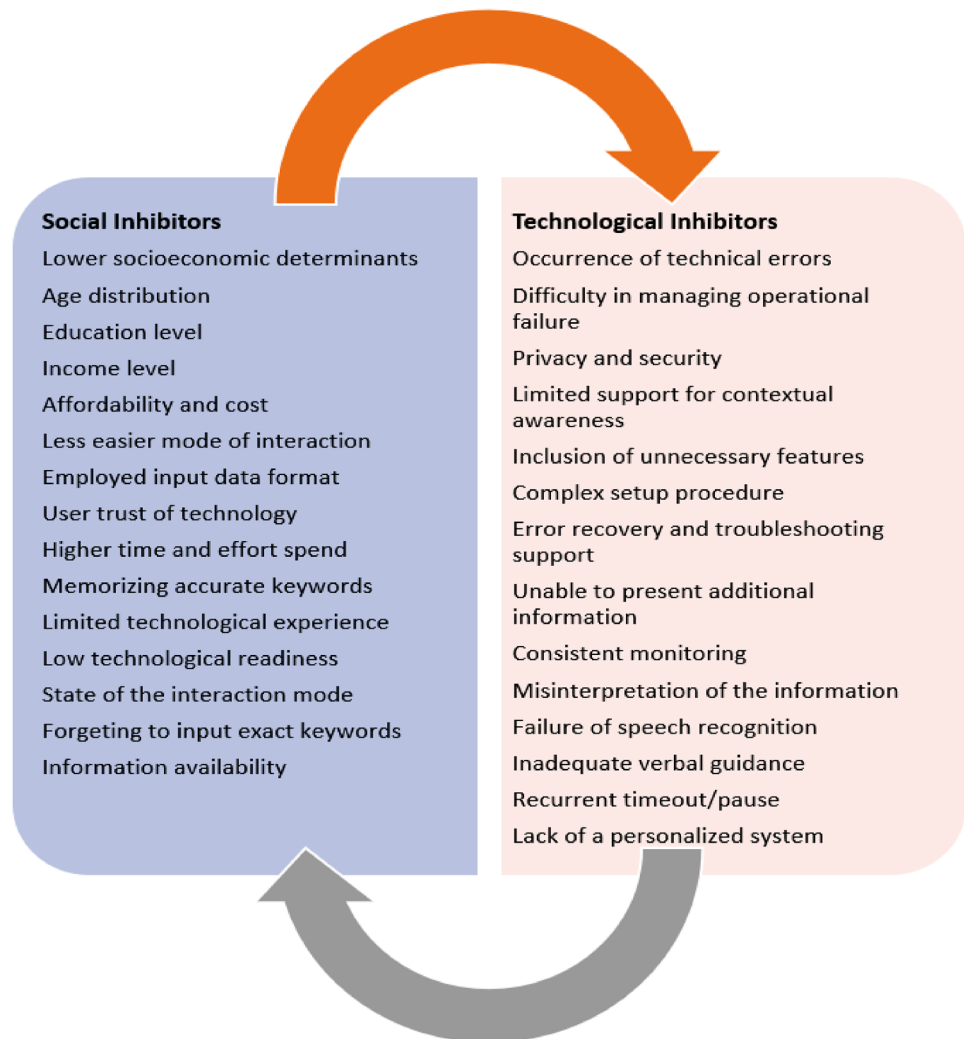 Social Inhibitors
Lower socioeconomic determinants
Age distribution
Education level
Income level
Affordability and cost
Less easier mode of interaction
Employed input data format
User trust of technology
Higher time and effort spend
Memorizing accurate keywords
Limited technological experience
Low technological readiness
State of the interaction mode
Forgeting to input exact keywords
Information availability
Technological Inhibitors
Occurrence of technical errors
Difficulty in managing operational
failure
Privacy and security
Limited support for contextual
awareness
Inclusion of unnecessary features
Complex setup procedure
Error recovery and troubleshooting
support
Unable to present additional
information
Consistent monitoring
Misinterpretation of the information
Failure of speech recognition
Inadequate verbal guidance
Recurrent timeout/pause
Lack of a personalized system